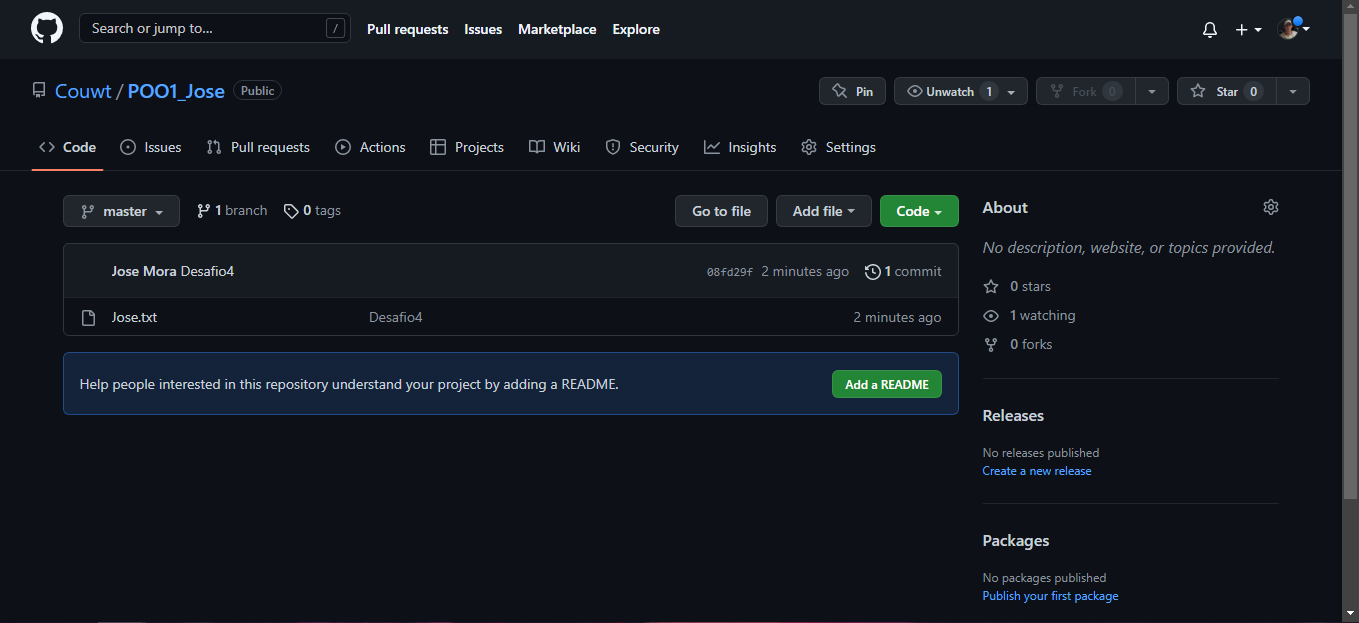 Search or jump to... / Pull requests Issues Marketplace Explore
Couwt / POO1_Jose Public Pin Unwatch 1 Fork 0 Star 0
Code Issues Pull requests Actions Projects Wiki Security Insights Settings
master 1 branch 0 tags Go to file Add file Code
Jose Mora Desafio4 08fd29f 2 minutes ago 1 commit
Jose.txt Desafio4 2 minutes ago
Help people interested in this repository understand your project by adding a README. Add a README
About
No description, website, or topics provided.
0 stars
1 watching
0 forks
Releases
No releases published
Create a new release
Packages
No packages published
Publish your first package